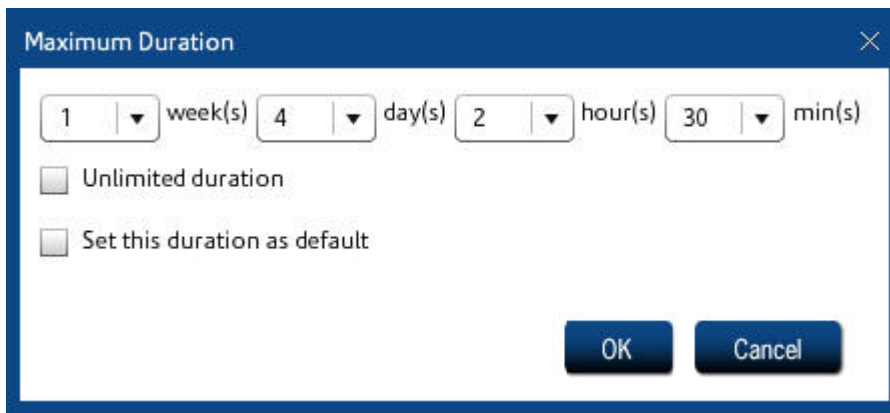 Maximum Duration
1 week(s) 4 day(s) 2 hour(s) 30 min(s)
Unlimited duration
Set this duration as default
OK Cancel